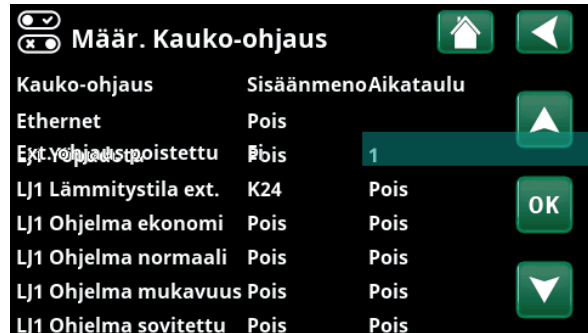 Määr. Kauko-ohjaus
Kauko-ohjaus Sisäänmeno Aikataulu
Ethernet Pois
1
LJ1 Lämmitystila ext. K24 Pois
LJ1 Ohjelma ekonomi Pois Pois
LJ1 Ohjelma normaali Pois Pois
LJ1 Ohjelma mukavuus Pois Pois
LJ1 Ohjelma sovitettu Pois Pois
OK